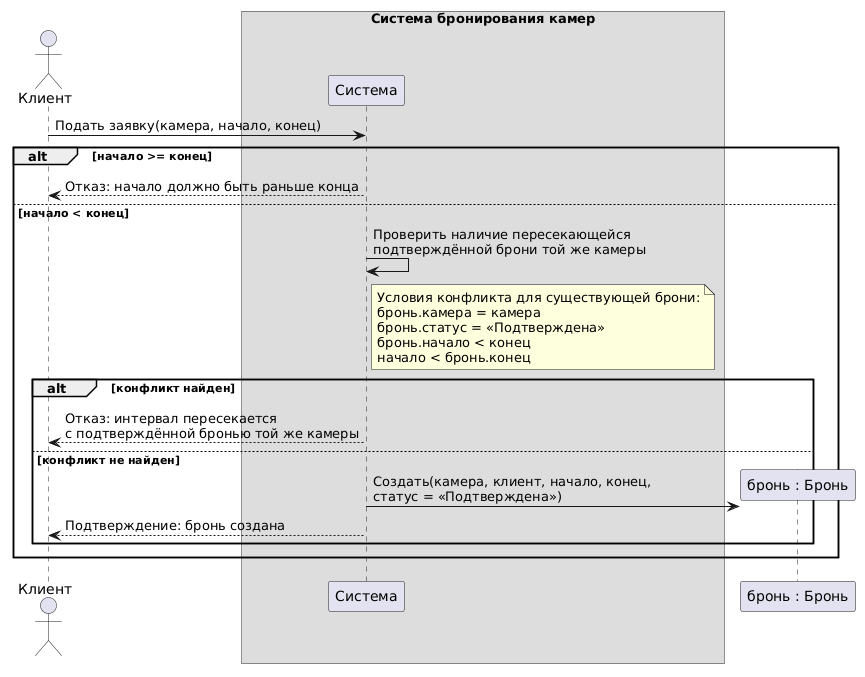 Система бронирования камер
Клиент
Система
Подать заявку(камера, начало, конец)
alt [начало >= конец]
Отказ: начало должно быть раньше конца
[начало < конец]
Проверить наличие пересекающейся
подтверждённой брони той же камеры
Условия конфликта для существующей брони:
бронь.камера = камера
бронь.статус = «Подтверждена»
бронь.начало < конец
начало < бронь.конец
alt [конфликт найден]
Отказ: интервал пересекается
с подтверждённой бронью той же камеры
[конфликт не найден]
Создать(камера, клиент, начало, конец,
статус = «Подтверждена»)
бронь : Бронь
Подтверждение: бронь создана
Клиент
Система
бронь : Бронь